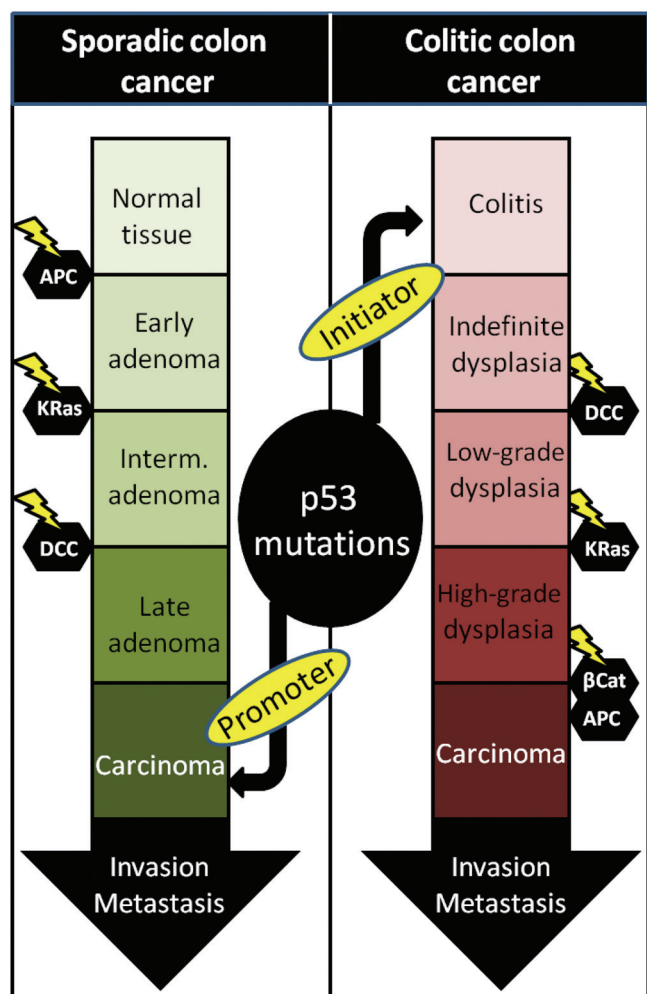 Sporadic colon
cancer
Colitic colon
cancer
Normal
tissue
APC
Early
adenoma
KRas
Interm.
adenoma
DCC
Late
adenoma
Carcinoma
Invasion
Metastasis
Initiator
p53
mutations
Promoter
Colitis
Indefinite
dysplasia
DCC
Low-grade
dysplasia
KRas
High-grade
dysplasia
βCat
APC
Carcinoma
Invasion
Metastasis